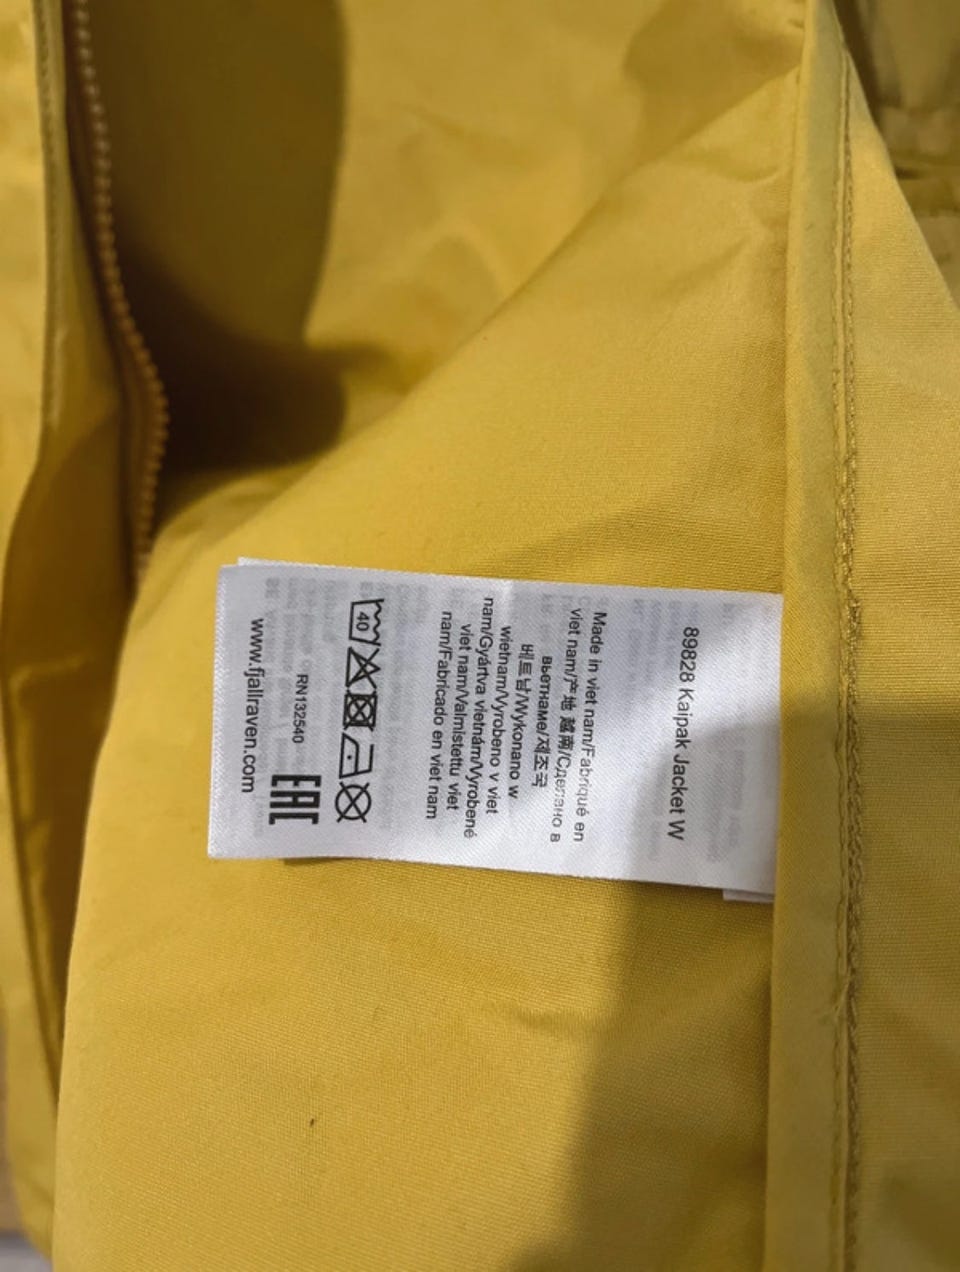 89828 Kaipak Jacket W
Made in viet nam/Fabriqué en
viet nam/产地 越南/Сделано в
Вьетнаме/제조국
베트남/Wykonano w
wietnam/Vyrobeno v viet
nam/Gyártva vietnám/Vyrobené
viet nam/Valmistettu viet
nam/Fabricado en viet nam
40
RN132540
EAC
www.fjallraven.com